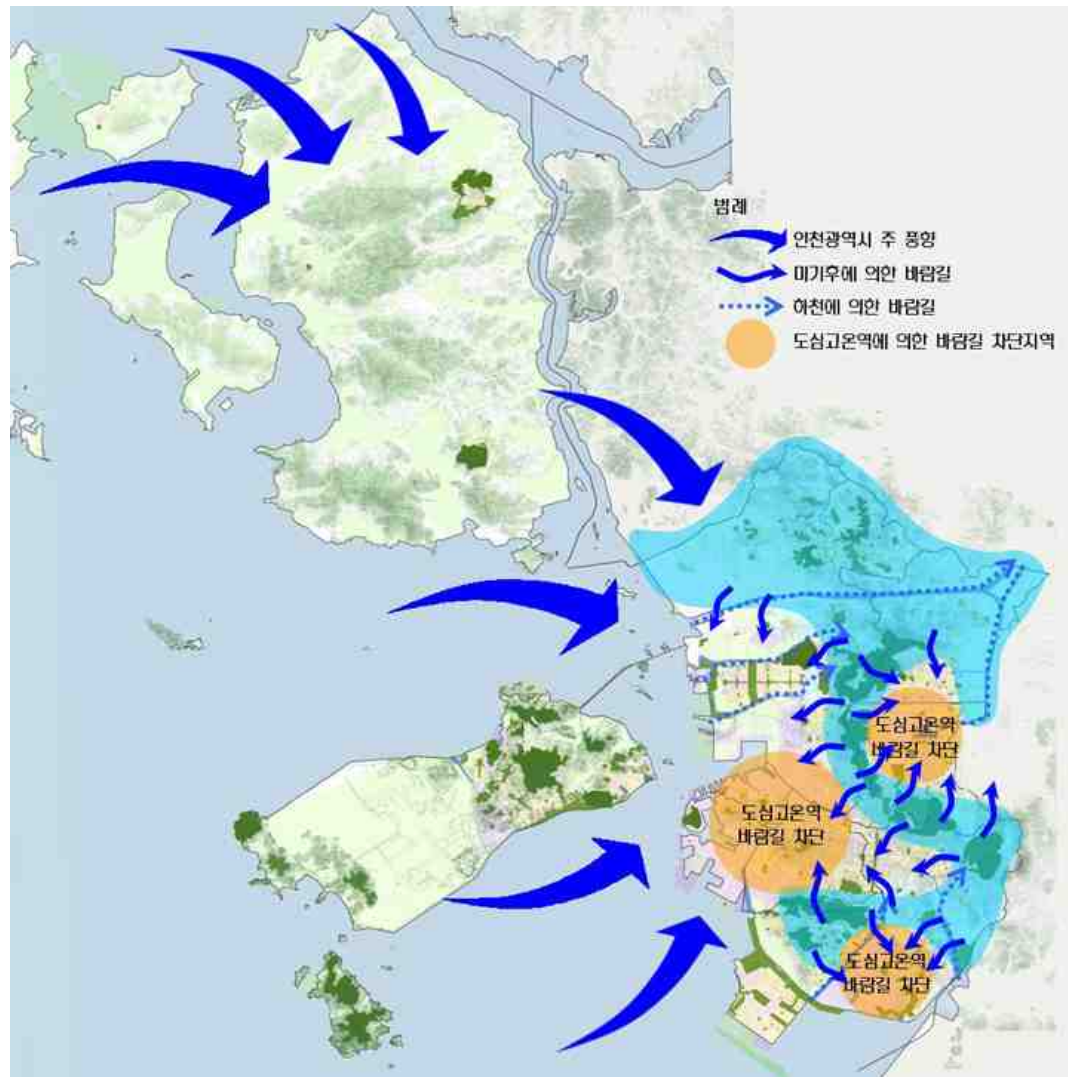 범례
인천광역시 주 풍향
미기후에 의한 바람길
하천에 의한 바람길
도심고온역에 의한 바람길 차단지역
도심고온역
바람길 차단
도심고온역
바람길 차단
도심고온역
바람길 차단